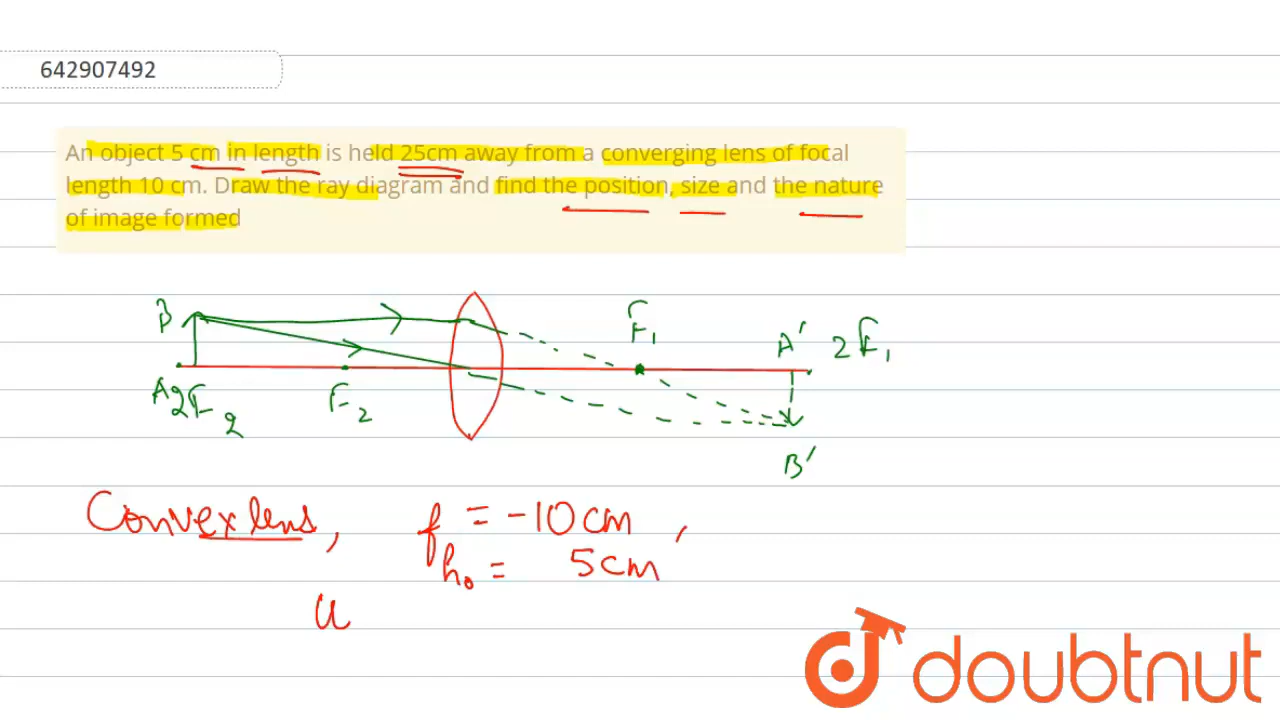 642907492
An object 5 cm in length is held 25cm away from a converging lens of focal
length 10 cm. Draw the ray diagram and find the position, size and the nature
of image formed
B F₁ A′ 2F₁
A 2F₂ F₂ B′
Convex lens, f = -10 cm,
h₀ = 5 cm
u
doubtnut